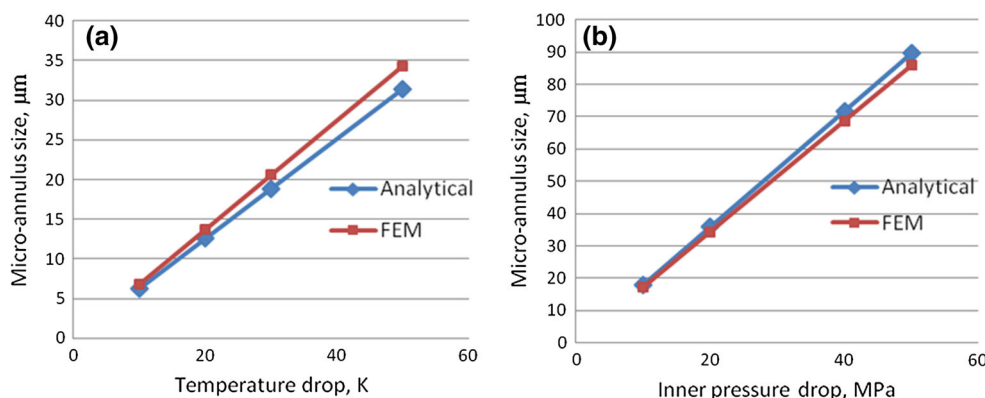 (a)
Micro-annulus size, μm
40
35
30
25
20
15
10
5
0
0 20 40 60
Temperature drop, K
Analytical
FEM
(b)
Micro-annulus size, μm
100
90
80
70
60
50
40
30
20
10
0
0 20 40 60
Inner pressure drop, MPa
Analytical
FEM